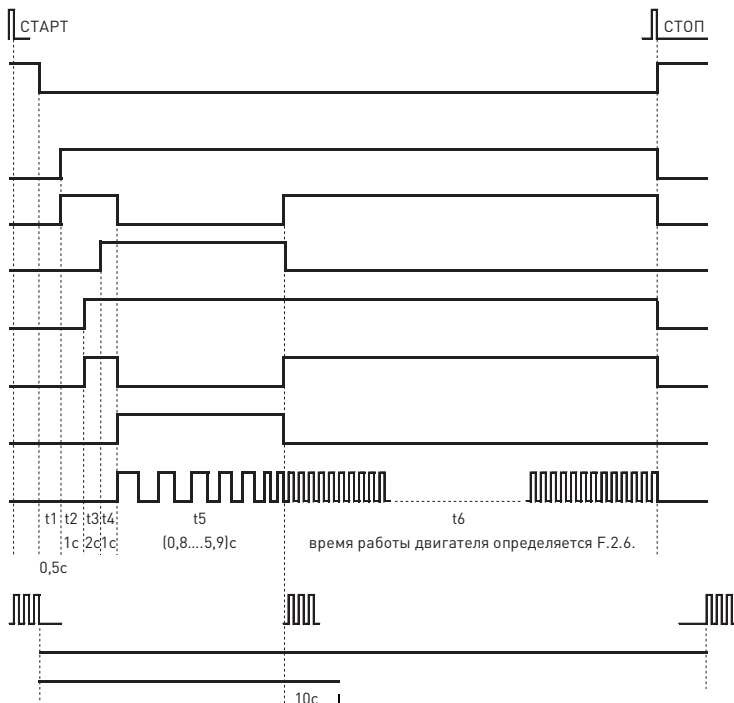 СТАРТ СТОП
t1 t2 t3 t4 t5 t6
1с 2с 1с (0,8....5,9)с время работы двигателя определяется F.2.6.
0,5с
10с